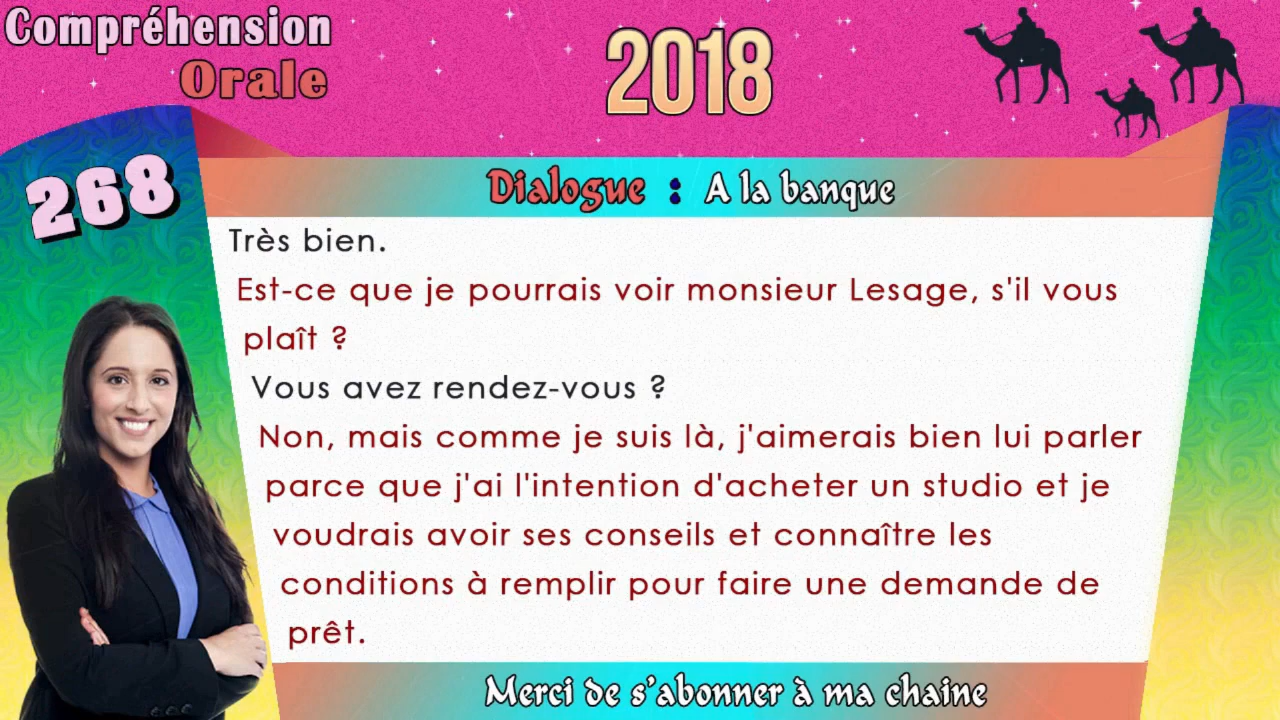 Compréhension
Orale
2018
268
Dialogue : A la banque
Très bien.
Est-ce que je pourrais voir monsieur Lesage, s'il vous
plaît ?
Vous avez rendez-vous ?
Non, mais comme je suis là, j'aimerais bien lui parler
parce que j'ai l'intention d'acheter un studio et je
voudrais avoir ses conseils et connaître les
conditions à remplir pour faire une demande de
prêt.
Merci de s'abonner à ma chaine